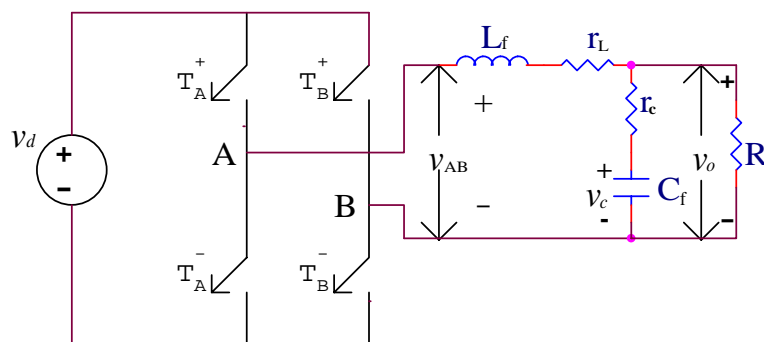 L_f
r_L
T_A^+
T_B^+
+
+
r_c
v_d
+
-
A
v_AB
+
v_c
C_f
v_o
R
B
-
-
-
T_A^-
T_B^-